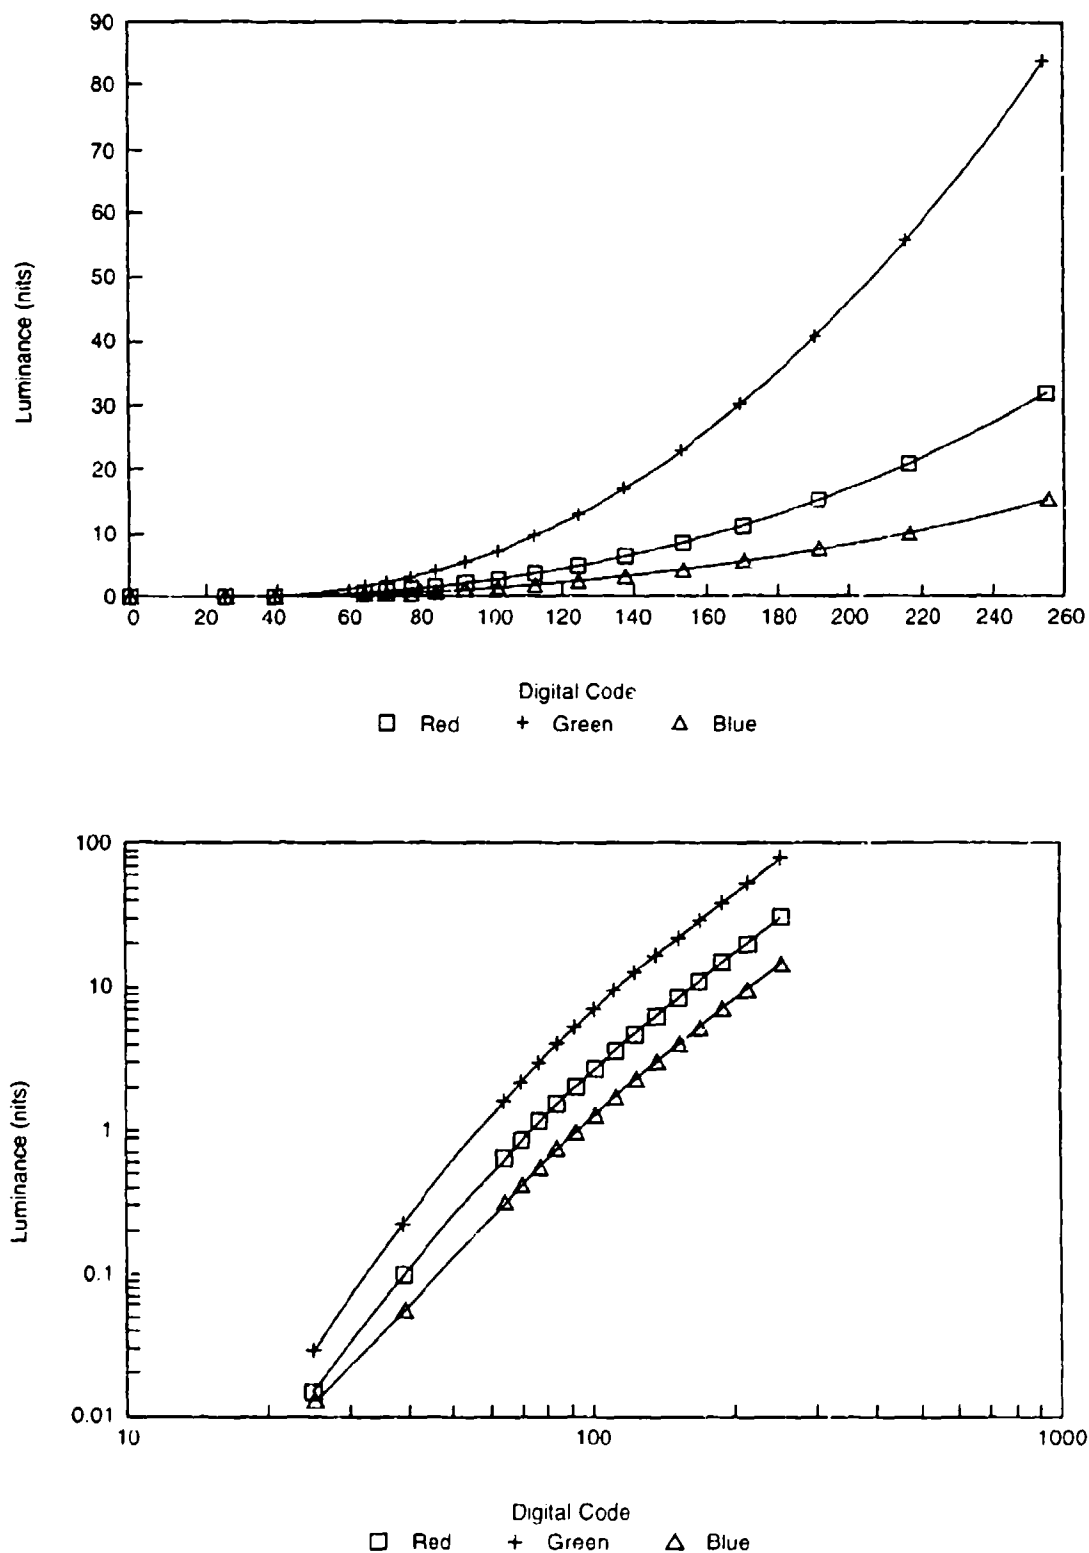 90
80
70
60
50
40
30
20
10
0
Luminance (nits)
0 20 40 60 80 100 120 140 160 180 200 220 240 260
Digital Code
Red Green Blue
100
10
1
0.1
0.01
Luminance (nits)
10 100 1000
Digital Code
Red Green Blue